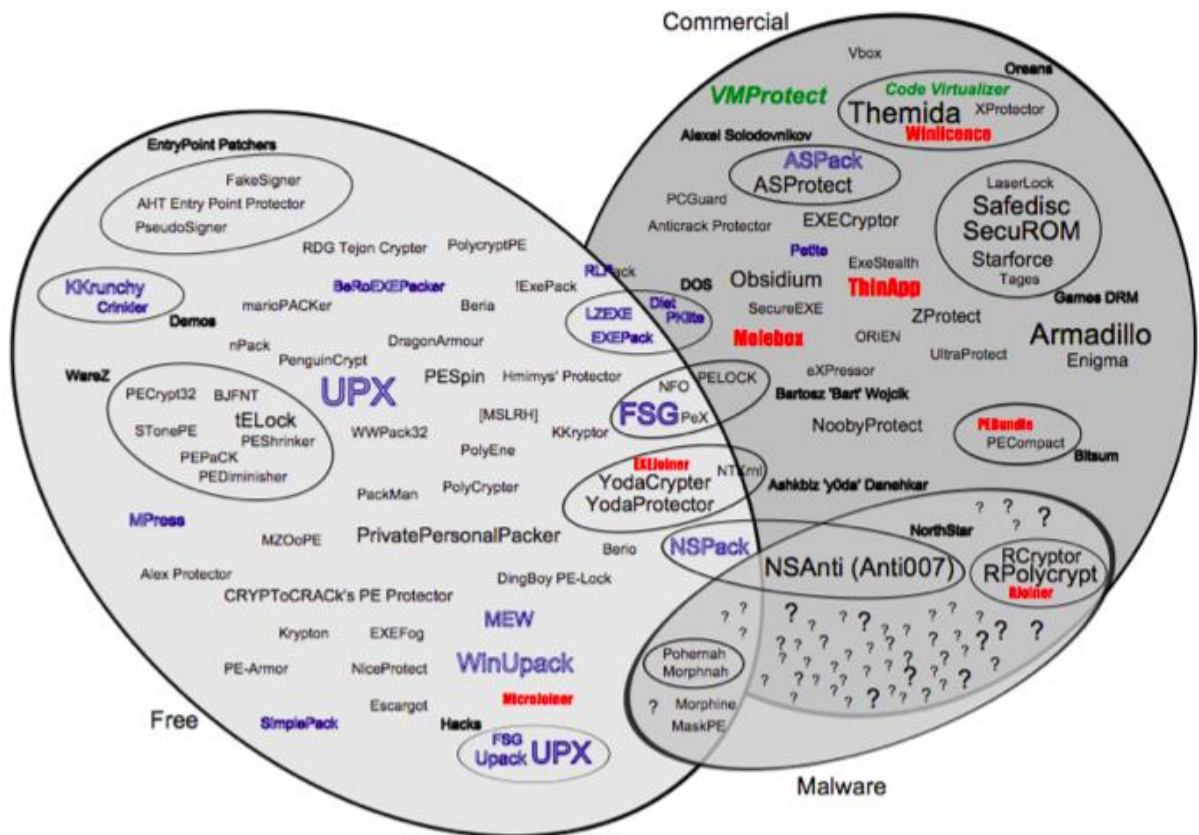 Commercial
Vbox
Oreans
VMProtect
Code Virtualizer
Themida
XProtector
Winlicence
Alexei Solodovnikov
ASPack
ASProtect
PCGuard
Anticrack Protector
EXECryptor
LaserLock
Safedisc
SecuROM
Starforce
Tages
Games DRM
Petite
ExeStealth
Obsidium
ThinApp
SecureEXE
ZProtect
Molebox
ORiEN
Armadillo
Enigma
UltraProtect
eXPressor
Bartosz 'Bart' Wojcik
NoobyProtect
PEBundle
PECompact
Bitsum
Ashkbiz 'y0da' Danehkar
EntryPoint Patchers
FakeSigner
AHT Entry Point Protector
PseudoSigner
RDG Tejon Crypter
PolycryptPE
KKrunchy
Crinkler
Demos
BeRoEXEPacker
marioPACKer
Beria
!ExePack
RLPack
DOS
LZEXE
Diet
PKlite
EXEPack
nPack
PenguinCrypt
DragonArmour
WareZ
PECrypt32
BJFNT
tELock
STonePE
PEShrinker
PEPaCK
PEDiminisher
UPX
PESpin
Hmimys' Protector
NFO
PELOCK
FSG
PeX
[MSLRH]
WWPack32
KKryptor
PolyEne
EXEJoiner
NTKrnl
YodaCrypter
YodaProtector
PackMan
PolyCrypter
MPress
MZOoPE
PrivatePersonalPacker
Berio
NSPack
NorthStar
NSAnti (Anti007)
? ? ? ?
RCryptor
RPolycrypt
RJoiner
Alex Protector
DingBoy PE-Lock
CRYPToCRACk's PE Protector
MEW
Krypton
EXEFog
PE-Armor
NiceProtect
WinUpack
Escargot
MicroJoiner
Free
SimplePack
Hacks
FSG
Upack
UPX
Pohernah
Morphnah
? Morphine
MaskPE
Malware